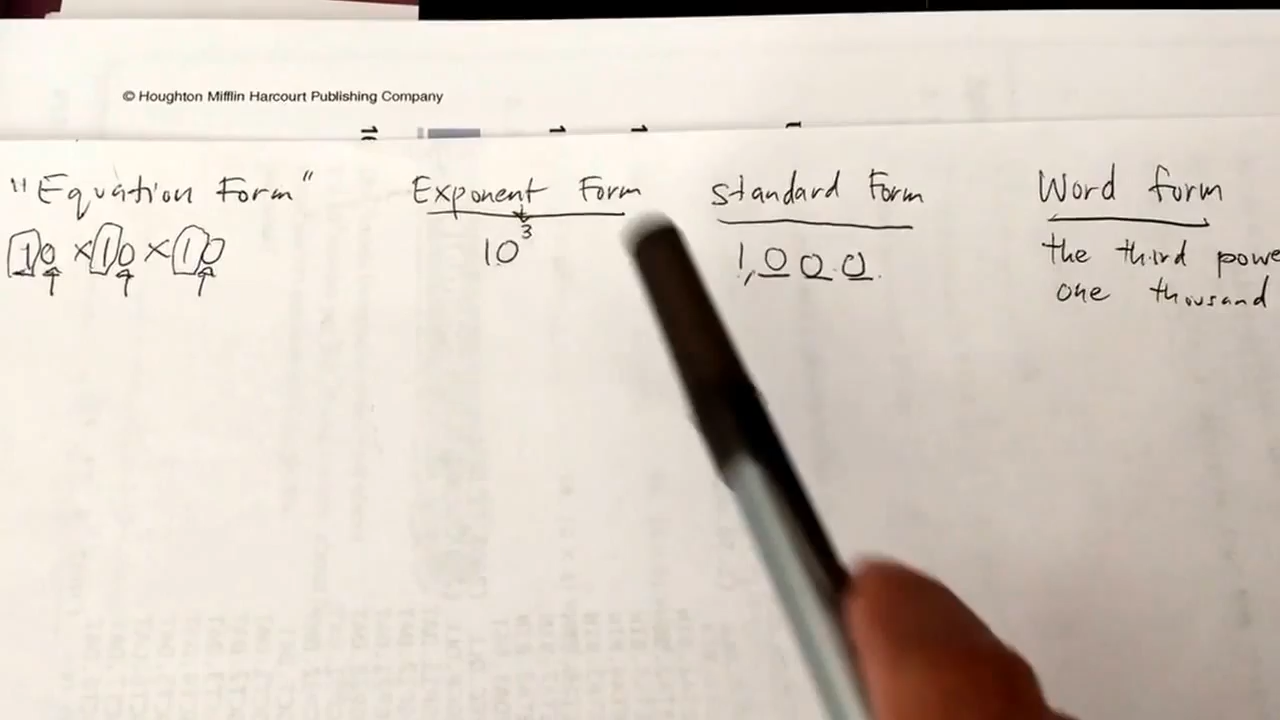 © Houghton Mifflin Harcourt Publishing Company
"Equation Form" Exponent Form Standard Form Word form
10 × 10 × 10 10³ 1,000 the third powe
one thousand